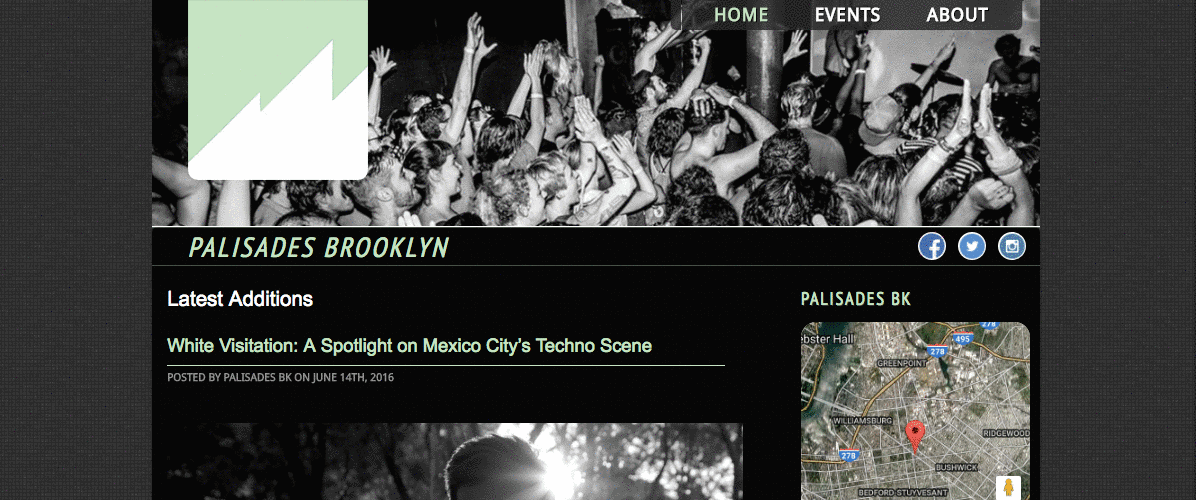 HOME EVENTS ABOUT
PALISADES BROOKLYN
Latest Additions
White Visitation: A Spotlight on Mexico City's Techno Scene
POSTED BY PALISADES BK ON JUNE 14TH, 2016
PALISADES BK
278
ebster Hall
495
278
GREENPOINT
WILLIAMSBURG
RIDGEWOOD
278
BUSHWICK
BEDFORD-STUYVESANT